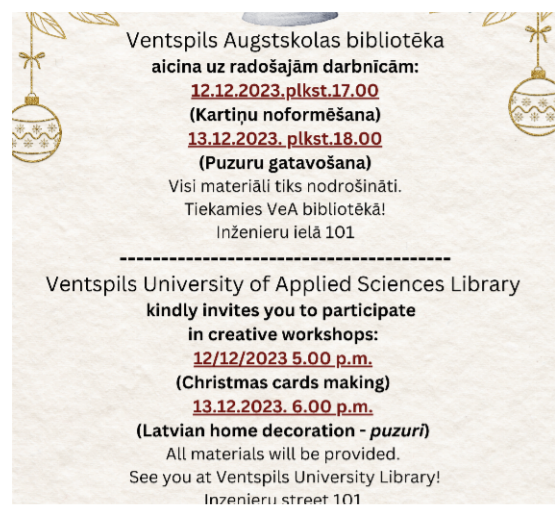 Ventspils Augstskolas bibliotēka
aicina uz radošajām darbnīcām:
12.12.2023.plkst.17.00
(Kartiņu noformēšana)
13.12.2023. plkst.18.00
(Puzuru gatavošana)
Visi materiāli tiks nodrošināti.
Tiekamies VeA bibliotēkā!
Inženieru ielā 101
----------------------------------------
Ventspils University of Applied Sciences Library
kindly invites you to participate
in creative workshops:
12/12/2023 5.00 p.m.
(Christmas cards making)
13.12.2023. 6.00 p.m.
(Latvian home decoration - puzuri)
All materials will be provided.
See you at Ventspils University Library!
Inzenieru street 101